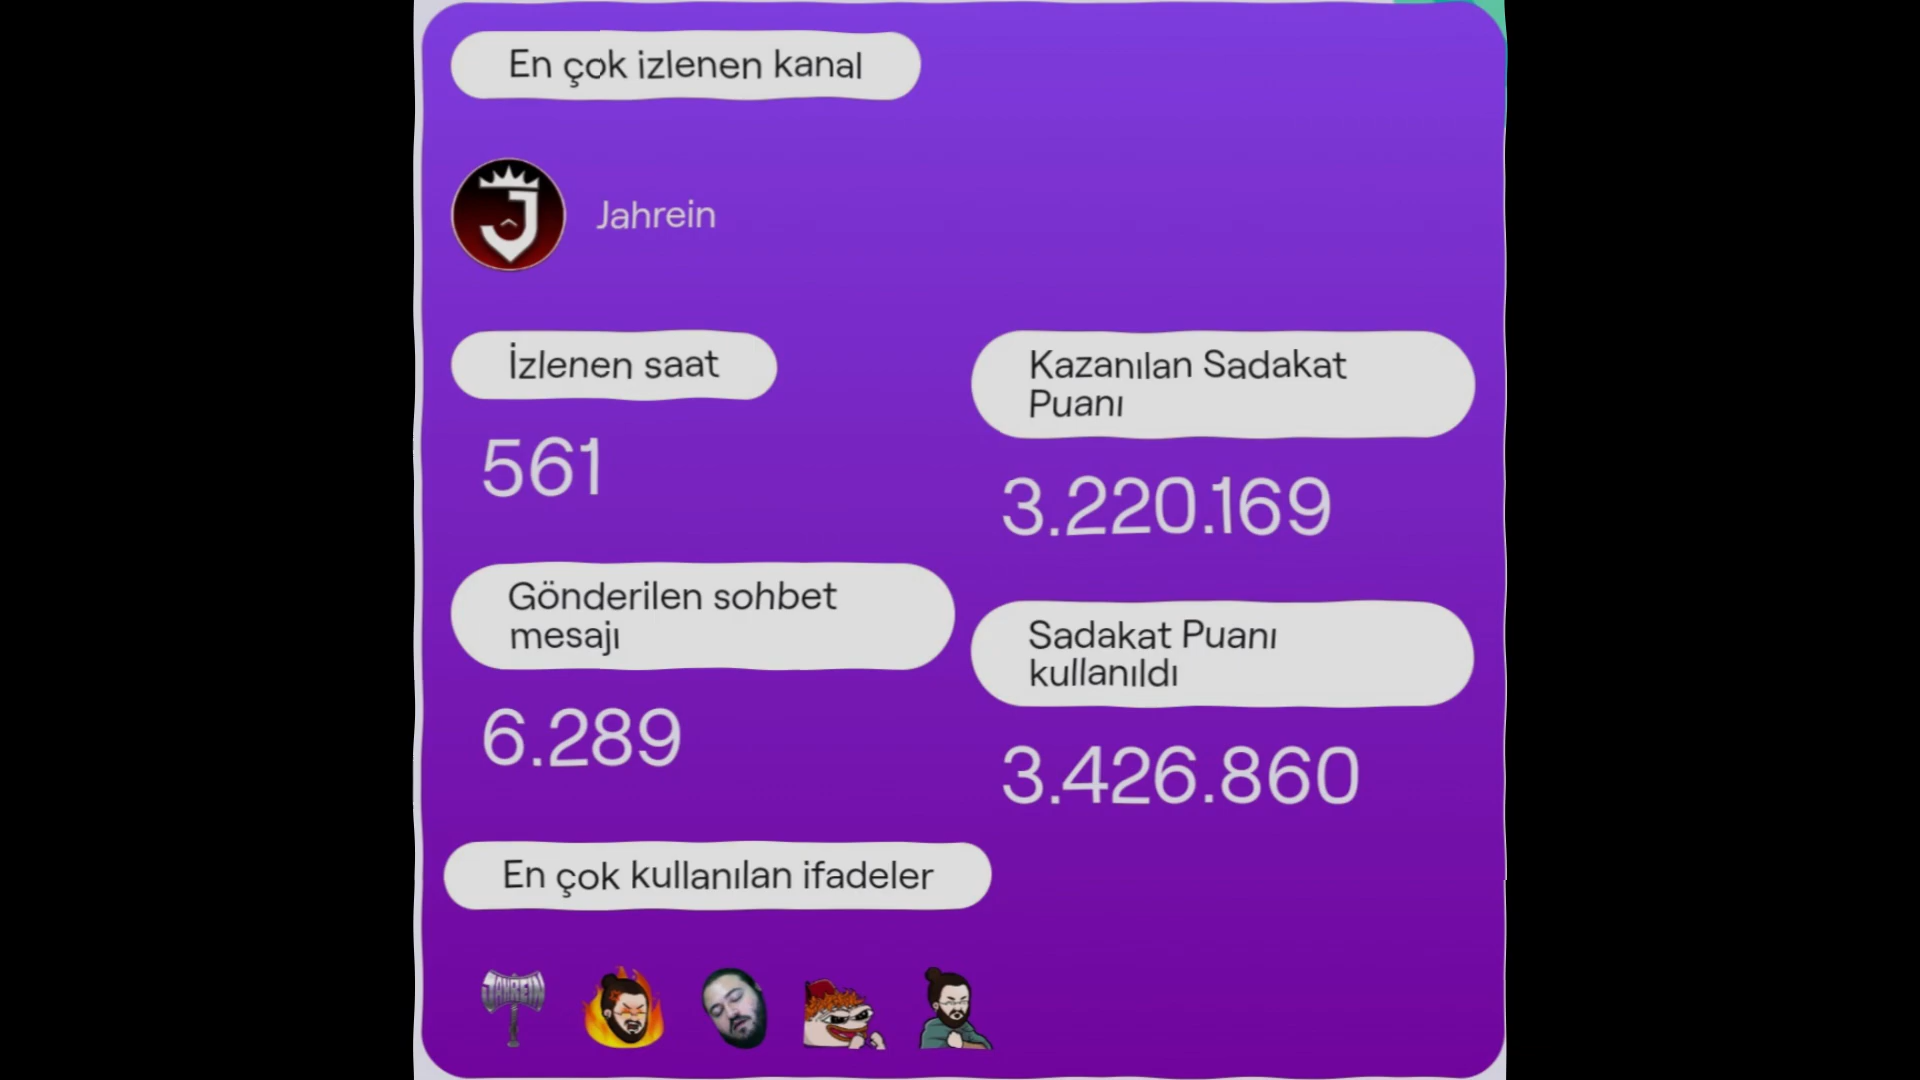 En çok izlenen kanal
Jahrein
İzlenen saat
561
Kazanılan Sadakat
Puanı
3.220.169
Gönderilen sohbet
mesajı
6.289
Sadakat Puanı
kullanıldı
3.426.860
En çok kullanılan ifadeler
JAHREIN